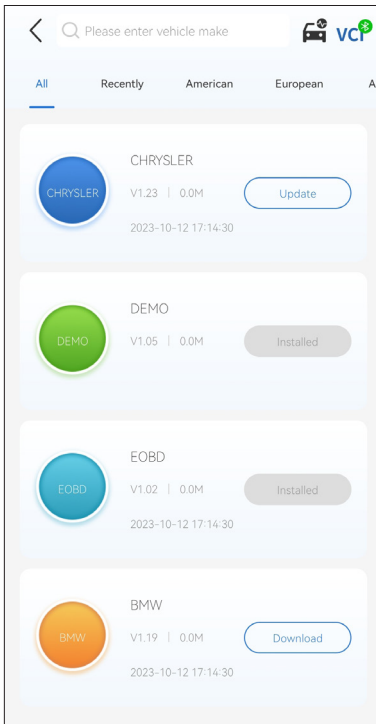 Please enter vehicle make
VCI
All Recently American European A
CHRYSLER
CHRYSLER
V1.23 | 0.0M
Update
2023-10-12 17:14:30
DEMO
DEMO
V1.05 | 0.0M
Installed
EOBD
EOBD
V1.02 | 0.0M
Installed
2023-10-12 17:14:30
BMW
BMW
V1.19 | 0.0M
Download
2023-10-12 17:14:30